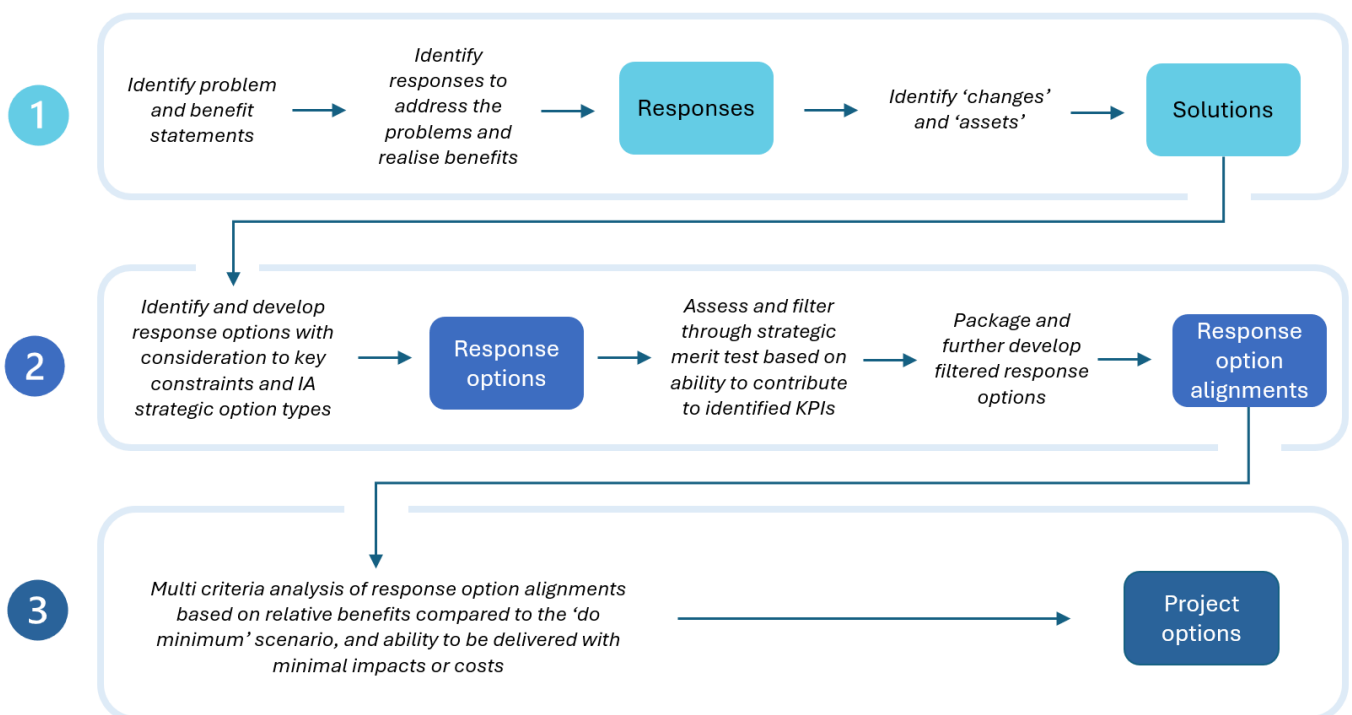 1
Identify problem
and benefit
statements
Identify
responses to
address the
problems and
realise benefits
Responses
Identify ‘changes’
and ‘assets’
Solutions
2
Identify and develop
response options with
consideration to key
constraints and IA
strategic option types
Response
options
Assess and filter
through strategic
merit test based on
ability to contribute
to identified KPIs
Package and
further develop
filtered response
options
Response
option
alignments
3
Multi criteria analysis of response option alignments
based on relative benefits compared to the ‘do
minimum’ scenario, and ability to be delivered with
minimal impacts or costs
Project
options